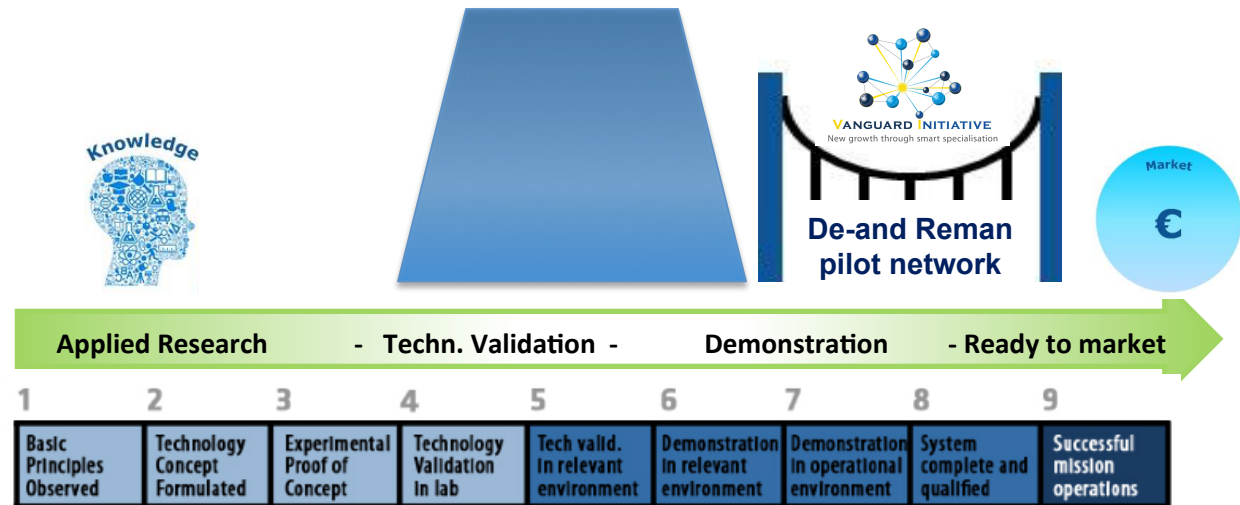 Knowledge
VANGUARD INITIATIVE
New growth through smart specialisation
De-and Reman
pilot network
Market
€
Applied Research - Techn. Validation - Demonstration - Ready to market
1 2 3 4 5 6 7 8 9
Basic
Principles
Observed
Technology
Concept
Formulated
Experimental
Proof of
Concept
Technology
Validation
in lab
Tech valid.
in relevant
environment
Demonstration
in relevant
environment
Demonstration
in operational
environment
System
complete and
qualified
Successful
mission
operations